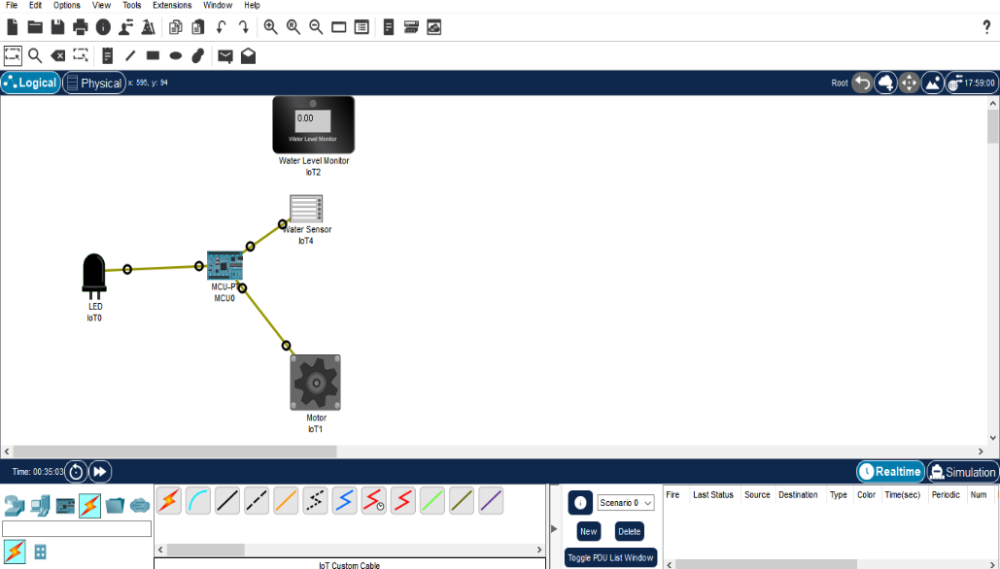 File Edit Options View Tools Extensions Window Help
?
Logical Physical x: 595, y: 94 Root 17:59:00
0.00
Water Level Monitor
Water Level Monitor
IoT2
Water Sensor
IoT4
MCU-PT
MCU0
LED
IoT0
Motor
IoT1
Time: 00:35:03 Realtime Simulation
Scenario 0
Fire Last Status Source Destination Type Color Time(sec) Periodic Num
New Delete
Toggle PDU List Window
IoT Custom Cable